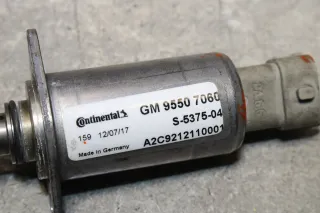 Continental
GM 9550 7060
S-5375-04
159 12/07/17
A2C9212110001
Made in Germany